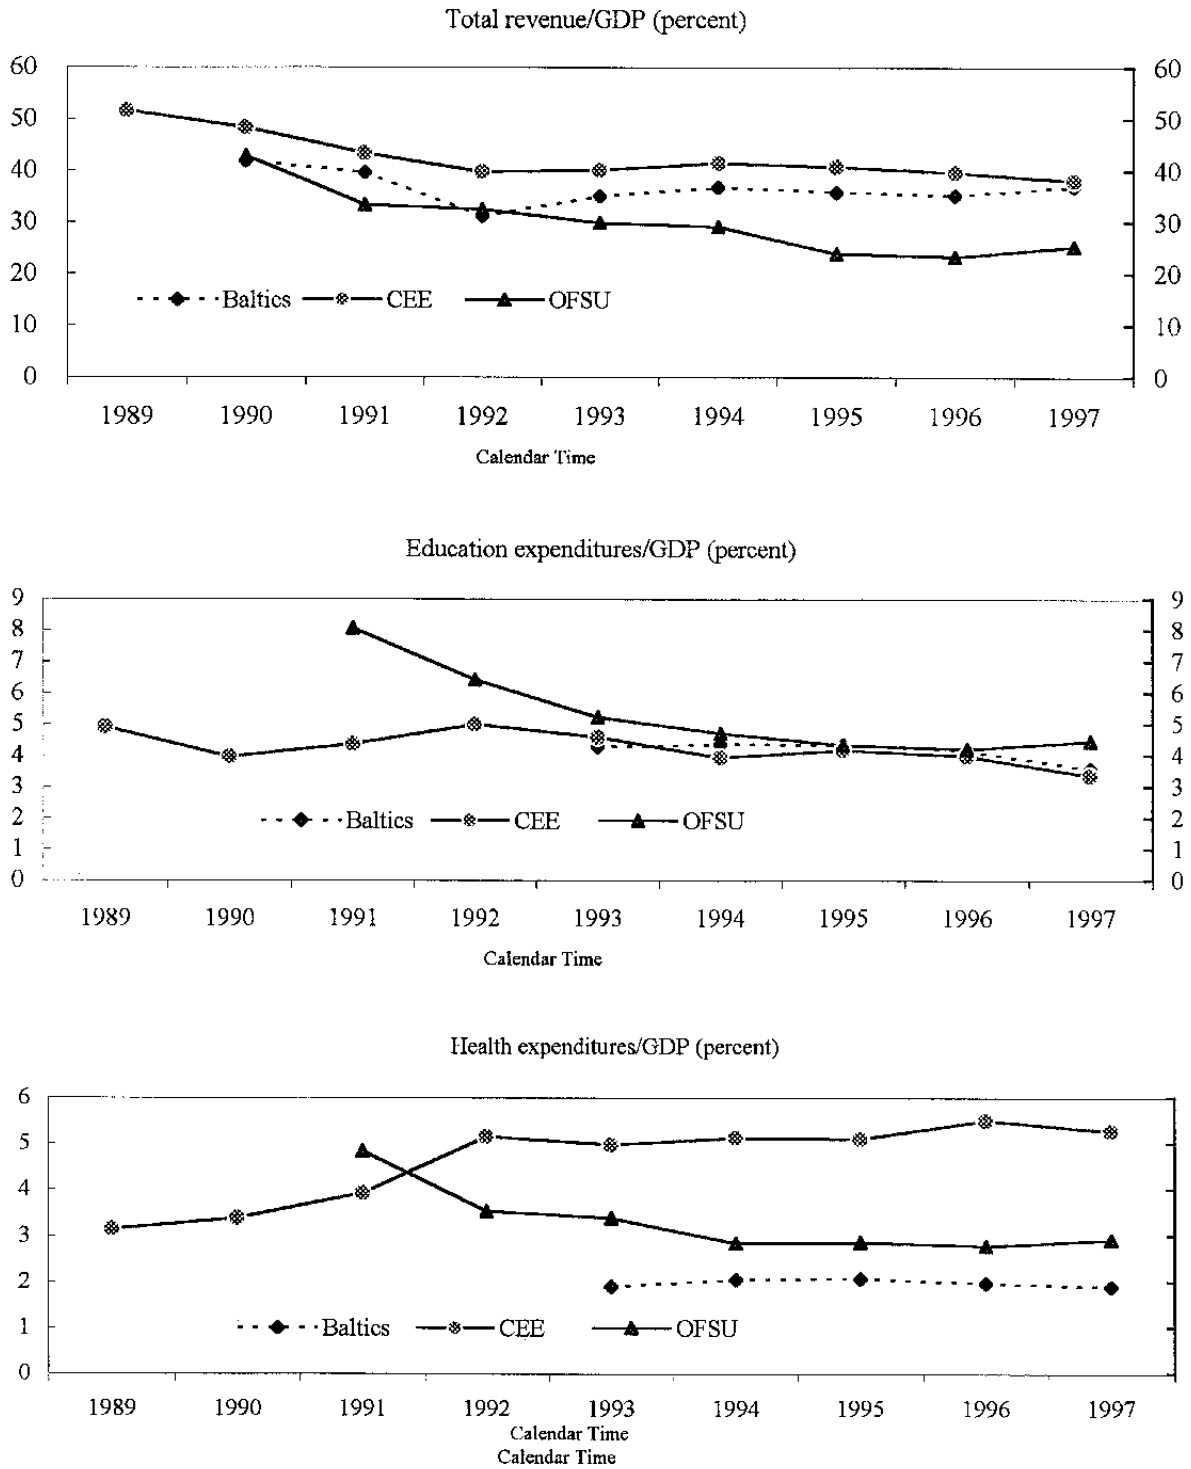 Total revenue/GDP (percent)
60 60
50 50
40 40
30 30
20 20
Baltics CEE OFSU
10 10
0 0
1989 1990 1991 1992 1993 1994 1995 1996 1997
Calendar Time
Education expenditures/GDP (percent)
9 9
8 8
7 7
6 6
5 5
4 4
3 3
2 Baltics CEE OFSU 2
1 1
0 0
1989 1990 1991 1992 1993 1994 1995 1996 1997
Calendar Time
Health expenditures/GDP (percent)
6
5
4
3
2
1 Baltics CEE OFSU
0
1989 1990 1991 1992 1993 1994 1995 1996 1997
Calendar Time
Calendar Time